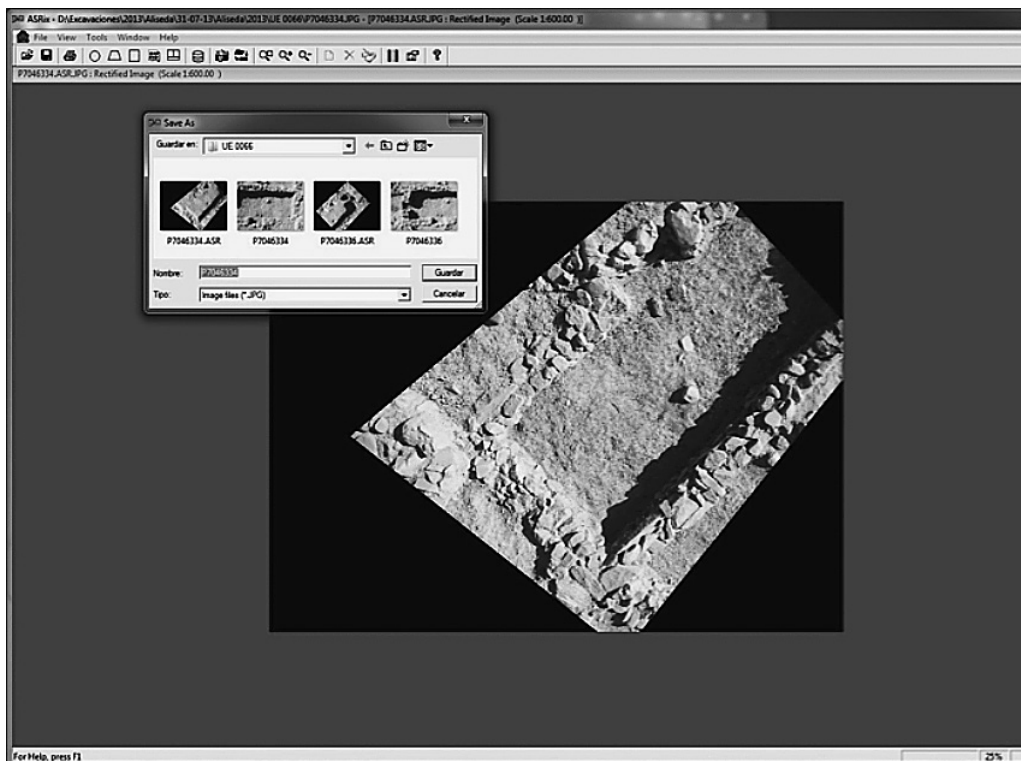 ASRix - D:\Excavaciones\2013\Aliseda\31-07-13\Aliseda\2013\UE 0066\P7046334.JPG - [P7046334.ASR.JPG : Rectified Image (Scale 1:600.00 )]
File View Tools Window Help
P7046334.ASR.JPG : Rectified Image (Scale 1:600.00 )
Save As
Guardar en: UE 0066
P7046334.ASR P7046334 P7046336.ASR P7046336
Nombre: P7046334 Guardar
Tipo: Image files (*.JPG) Cancelar
For Help, press F1 25%